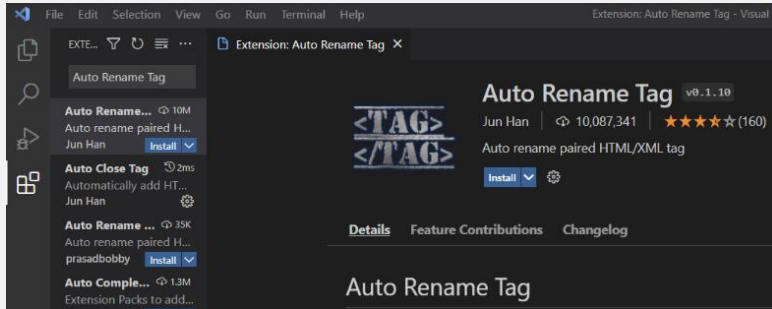 File Edit Selection View Go Run Terminal Help Extension: Auto Rename Tag - Visual
EXTE... ···
Extension: Auto Rename Tag
Auto Rename Tag
Auto Rename... 10M
Auto rename paired H...
Jun Han Install
Auto Close Tag 2ms
Automatically add HT...
Jun Han
Auto Rename ... 35K
Auto rename paired H...
prasadbobby Install
Auto Comple... 1.3M
Extension Packs to add...
<TAG>
</TAG>
Auto Rename Tag v0.1.10
Jun Han 10,087,341 (160)
Auto rename paired HTML/XML tag
Install
Details Feature Contributions Changelog
Auto Rename Tag